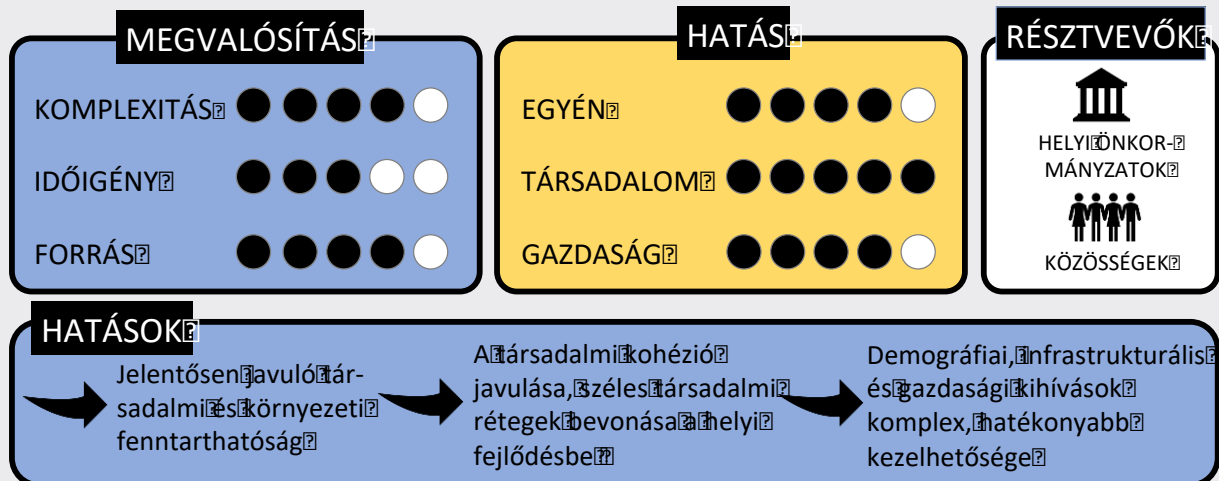 MEGVALÓSÍTÁS
KOMPLEXITÁS
IDŐIGÉNY
FORRÁS
HATÁS
EGYÉN
TÁRSADALOM
GAZDASÁG
RÉSZTVEVŐK
HELYI ÖNKOR-
MÁNYZATOK
KÖZÖSSÉGEK
HATÁSOK
Jelentősen javuló tár-
sadalmi és környezeti
fenntarthatóság
A társadalmi kohézió
javulása, széles társadalmi
rétegek bevonása a helyi
fejlődésbe
Demográfiai, infrastrukturális
és gazdasági kihívások
komplex, hatékonyabb
kezelhetősége